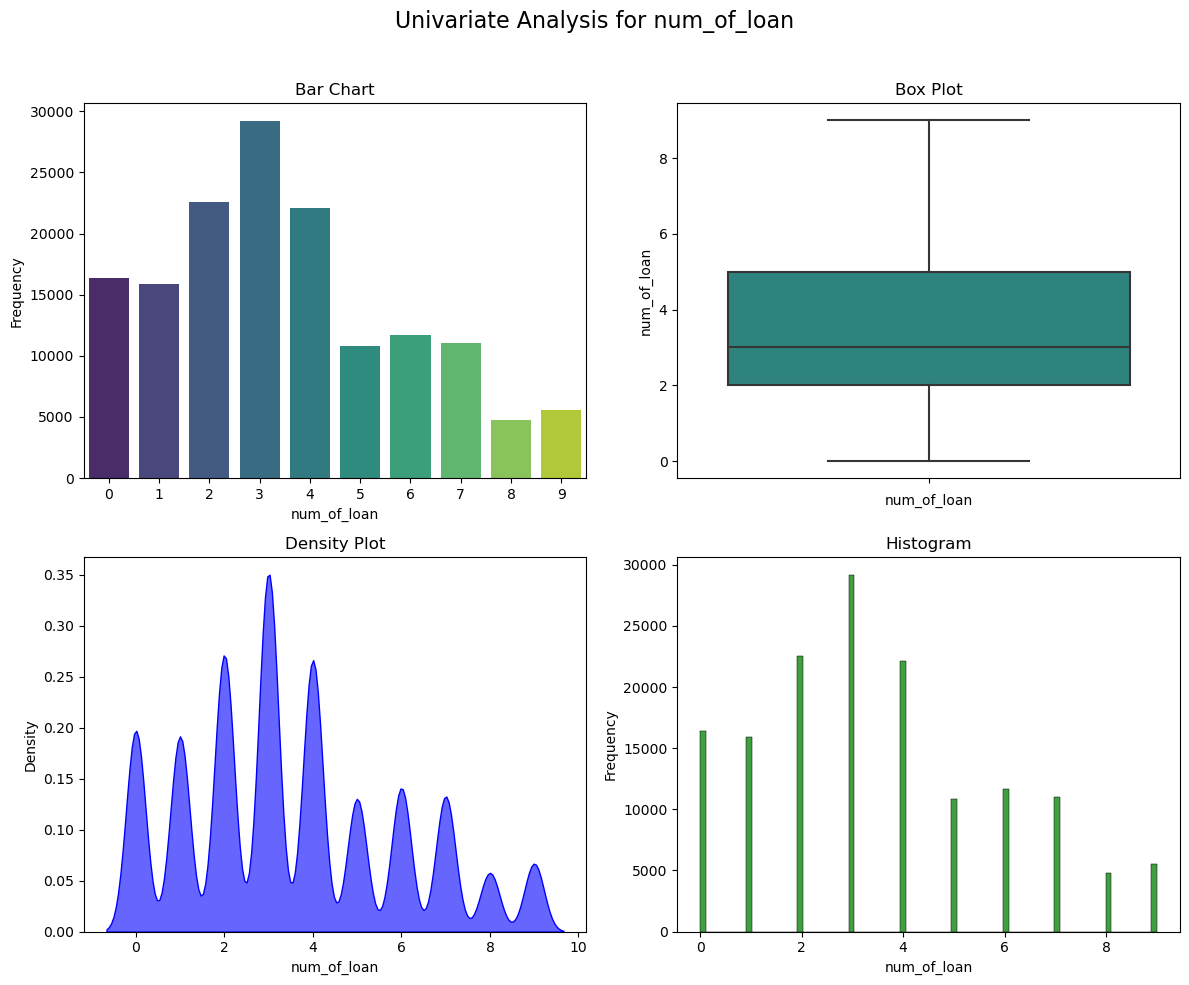 Univariate Analysis for num_of_loan
Bar Chart
30000
25000
20000
15000
10000
5000
0
Frequency
0 1 2 3 4 5 6 7 8 9
num_of_loan
Box Plot
8
6
4
2
0
num_of_loan
num_of_loan
Density Plot
0.35
0.30
0.25
0.20
0.15
0.10
0.05
0.00
Density
0 2 4 6 8 10
num_of_loan
Histogram
30000
25000
20000
15000
10000
5000
0
Frequency
0 2 4 6 8
num_of_loan